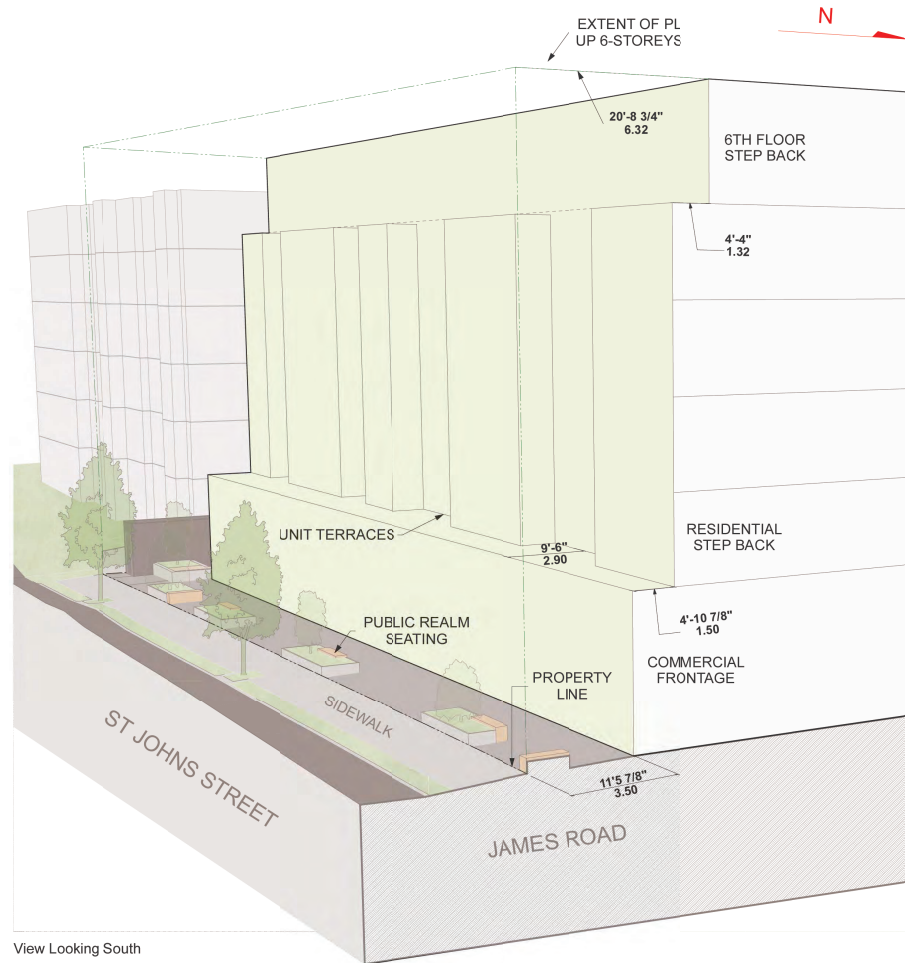 EXTENT OF PL
UP 6-STOREYS
N
20'-8 3/4"
6.32
6TH FLOOR
STEP BACK
4'-4"
1.32
UNIT TERRACES
9'-6"
2.90
RESIDENTIAL
STEP BACK
4'-10 7/8"
1.50
PUBLIC REALM
SEATING
COMMERCIAL
FRONTAGE
PROPERTY
LINE
SIDEWALK
ST JOHNS STREET
11'5 7/8"
3.50
JAMES ROAD
View Looking South